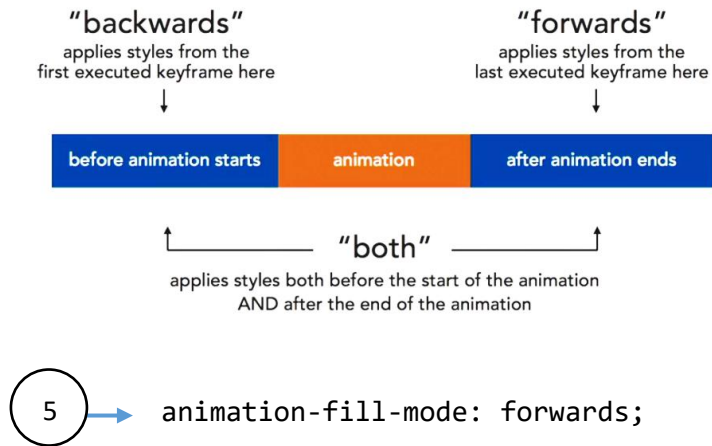 “backwards”
applies styles from the
first executed keyframe here
“forwards”
applies styles from the
last executed keyframe here
before animation starts
animation
after animation ends
“both”
applies styles both before the start of the animation
AND after the end of the animation
5
animation-fill-mode: forwards;